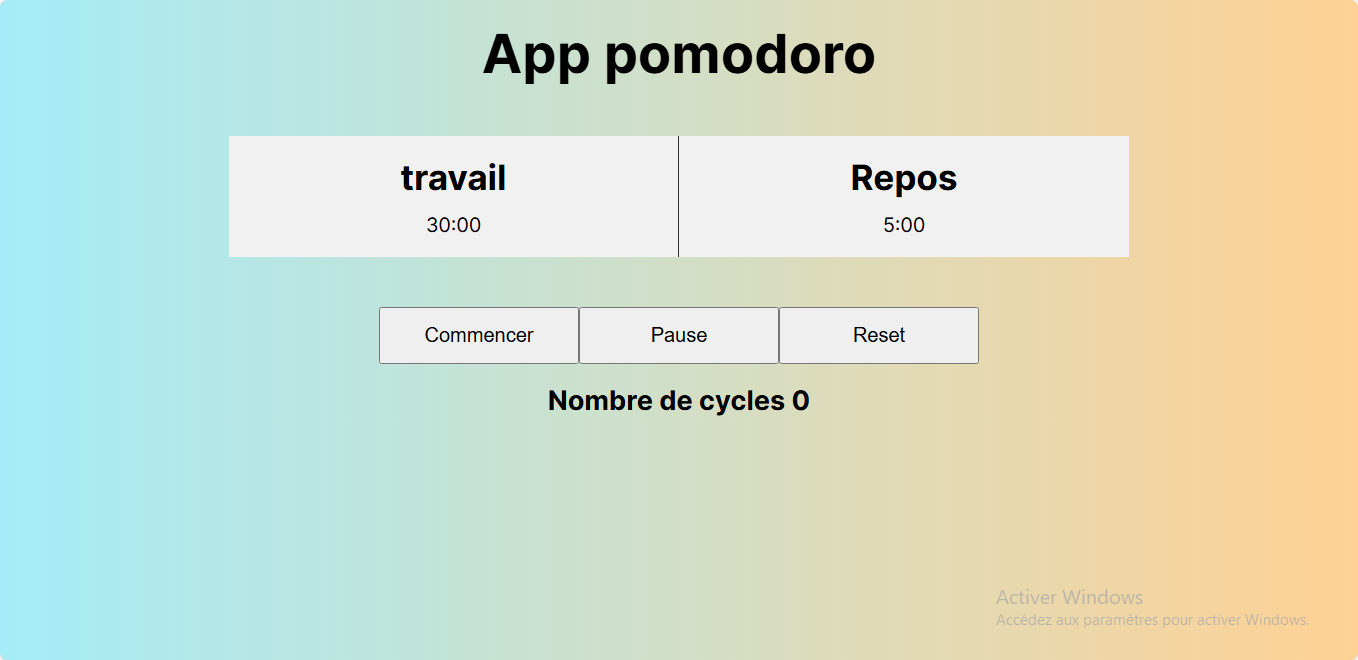 App pomodoro
travail
Repos
30:00
5:00
Commencer
Pause
Reset
Nombre de cycles 0
Activer Windows
Accédez aux paramètres pour activer Windows.